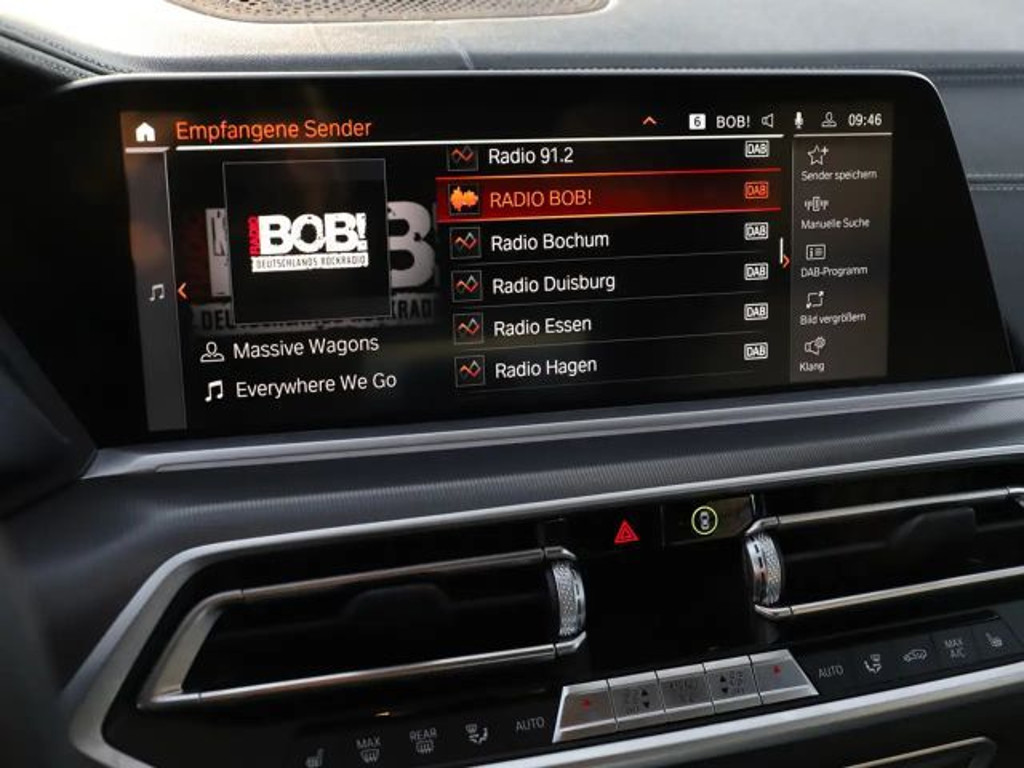 Empfangene Sender
6 BOB! 09:46
RADIO
BOB!
DEUTSCHLANDS ROCKRADIO
Massive Wagons
Everywhere We Go
Radio 91.2 DAB
RADIO BOB! DAB
Radio Bochum DAB
Radio Duisburg DAB
Radio Essen DAB
Radio Hagen DAB
Sender speichern
Manuelle Suche
DAB-Programm
Bild vergrößern
Klang
MAX
REAR
AUTO
AUTO
MAX
A/C